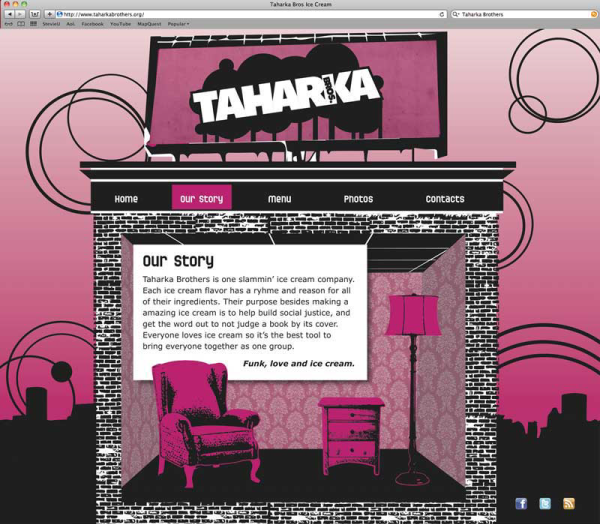 Taharka Bros Ice Cream
http://www.taharkabrothers.org/
Taharka Brothers
StevieU AoL Facebook YouTube MapQuest Popular
TAHARKA
BROS.
Home Our Story Menu Photos Contacts
Our Story
Taharka Brothers is one slammin' ice cream company.
Each ice cream flavor has a ryhme and reason for all
of their ingredients. Their purpose besides making a
amazing ice cream is to help build social justice, and
get the word out to not judge a book by its cover.
Everyone loves ice cream so it's the best tool to
bring everyone together as one group.
Funk, love and ice cream.